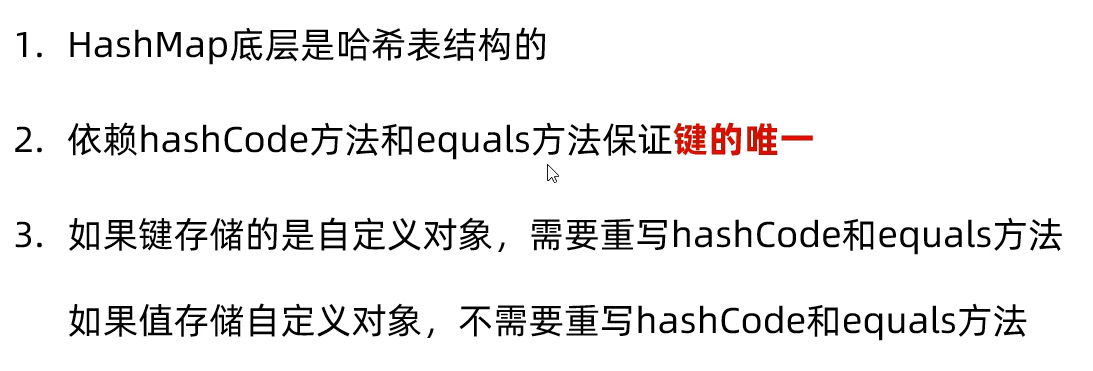 1. HashMap底层是哈希表结构的
2. 依赖hashCode方法和equals方法保证键的唯一
3. 如果键存储的是自定义对象，需要重写hashCode和equals方法
如果值存储自定义对象，不需要重写hashCode和equals方法